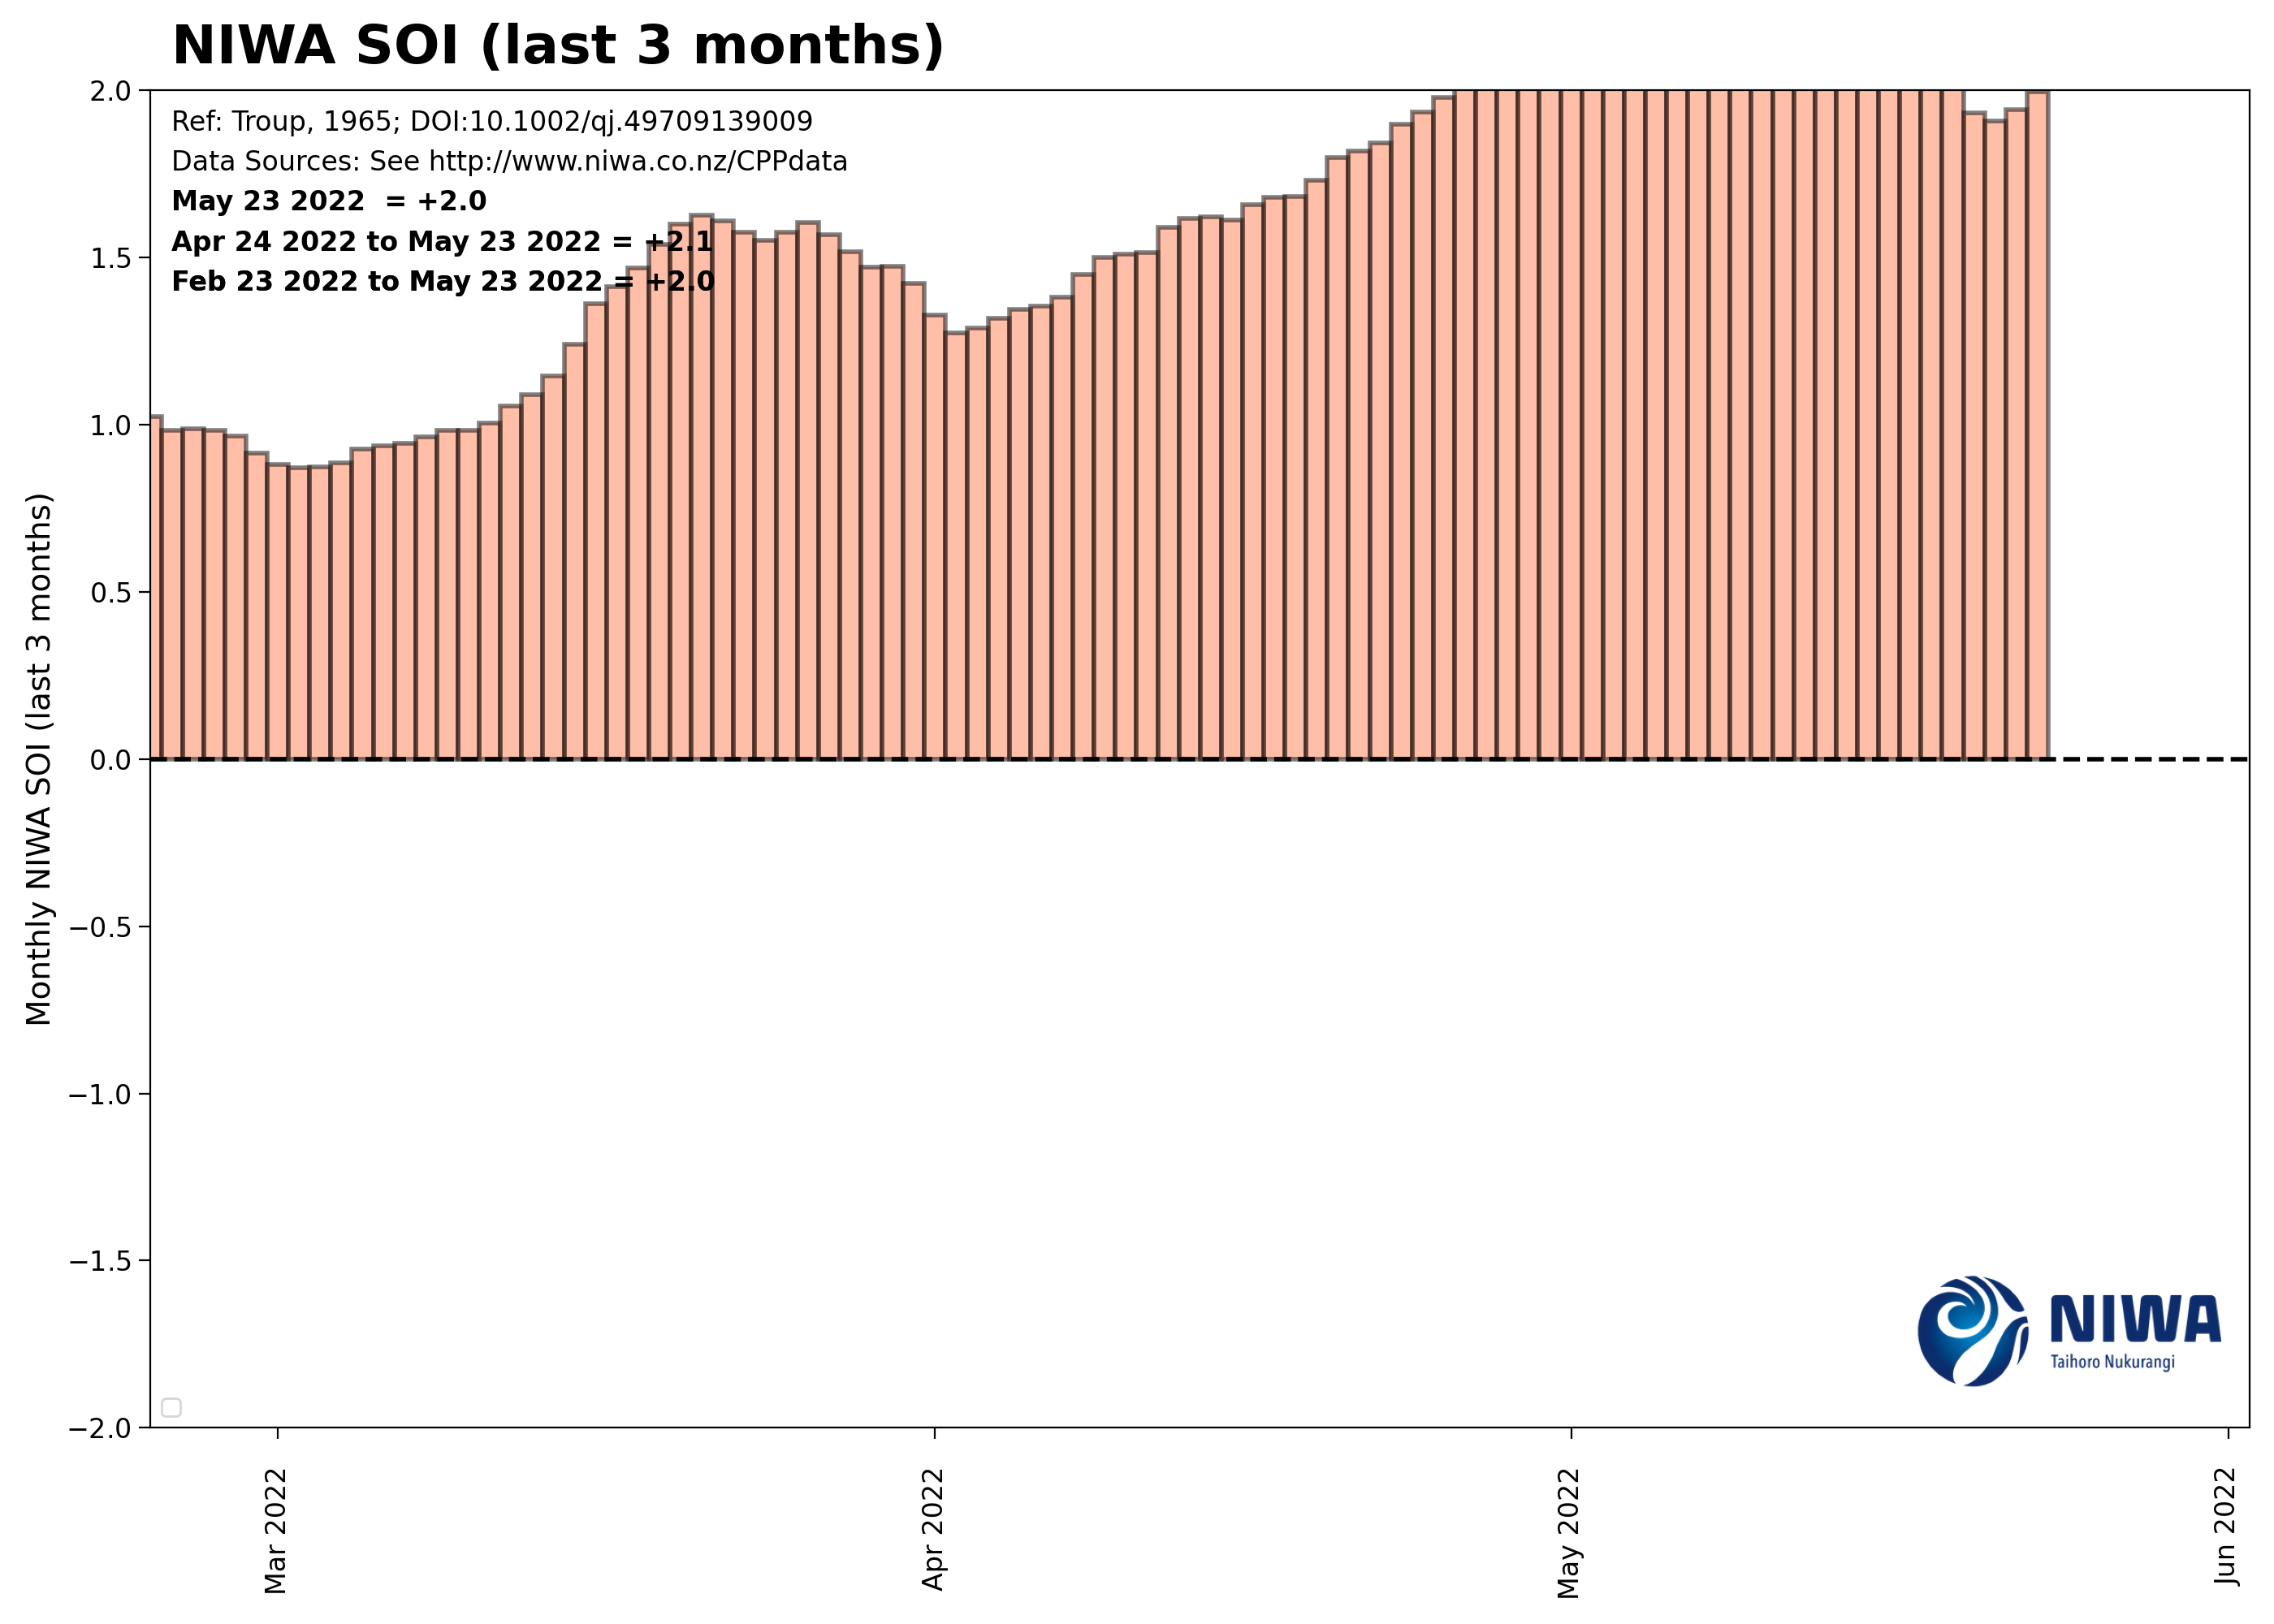 NIWA SOI (last 3 months)
Ref: Troup, 1965; DOI:10.1002/qj.49709139009
Data Sources: See http://www.niwa.co.nz/CPPdata
May 23 2022  = +2.0
Apr 24 2022 to May 23 2022 = +2.1
Feb 23 2022 to May 23 2022 = +2.0
Monthly NIWA SOI (last 3 months)
2.0
1.5
1.0
0.5
0.0
−0.5
−1.0
−1.5
−2.0
NIWA
Taihoro Nukurangi
Mar 2022
Apr 2022
May 2022
Jun 2022